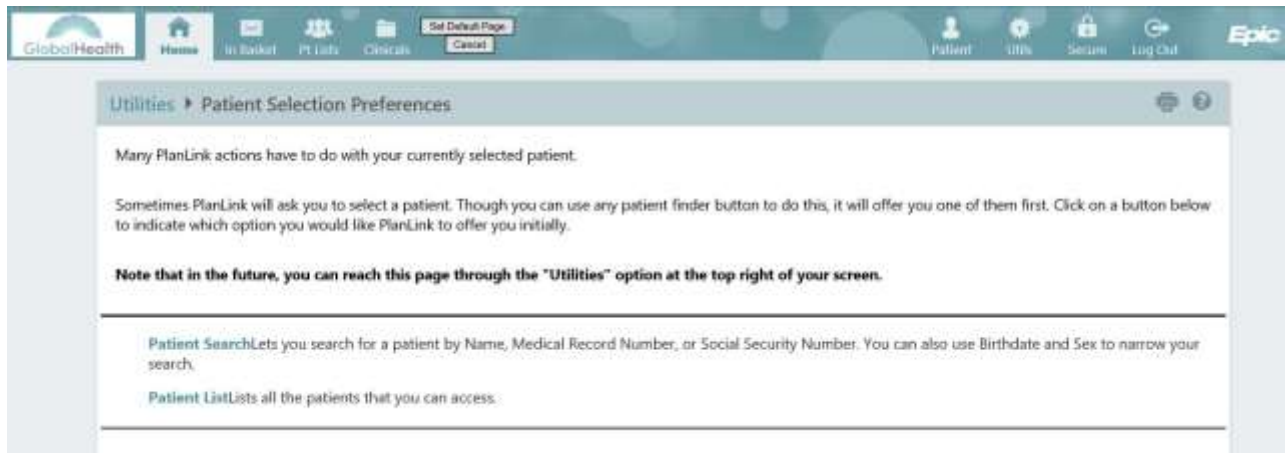 GlobalHealth
Home
In Basket
Pt Lists
Clinicals
Set Default Page
Cancel
Patient
Utils
Secure
Log Out
Epic
Utilities ▸ Patient Selection Preferences
Many PlanLink actions have to do with your currently selected patient.
Sometimes PlanLink will ask you to select a patient. Though you can use any patient finder button to do this, it will offer you one of them first. Click on a button below
to indicate which option you would like PlanLink to offer you initially.
Note that in the future, you can reach this page through the "Utilities" option at the top right of your screen.
Patient SearchLets you search for a patient by Name, Medical Record Number, or Social Security Number. You can also use Birthdate and Sex to narrow your
search.
Patient ListLists all the patients that you can access.